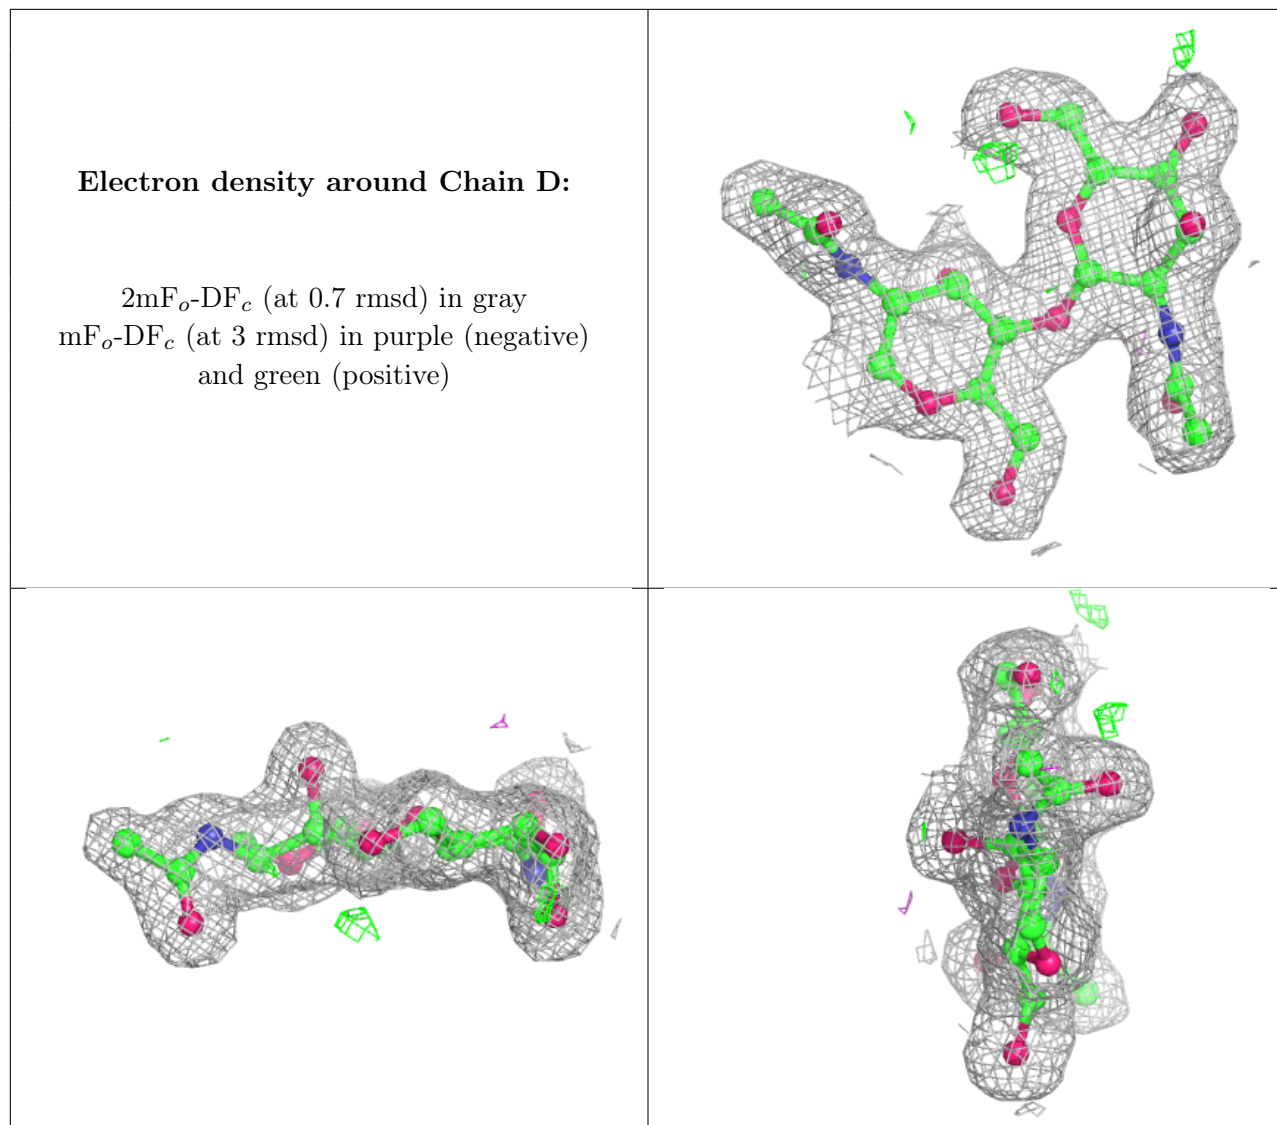 Electron density around Chain D:
2mFₒ-DF𝒸 (at 0.7 rmsd) in gray
mFₒ-DF𝒸 (at 3 rmsd) in purple (negative)
and green (positive)